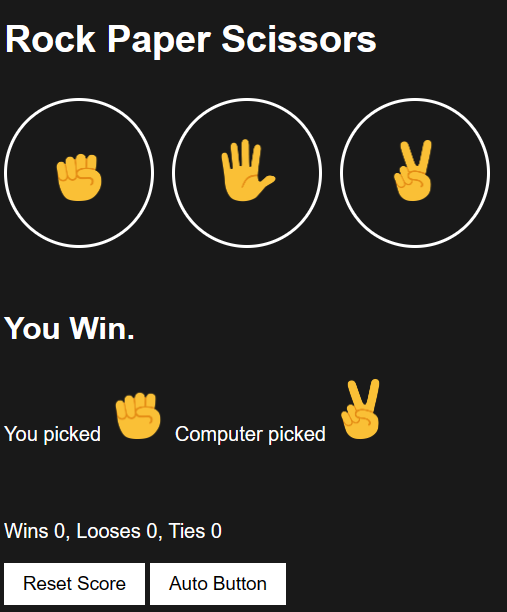 Rock Paper Scissors
You Win.
You picked Computer picked
Wins 0, Looses 0, Ties 0
Reset Score Auto Button